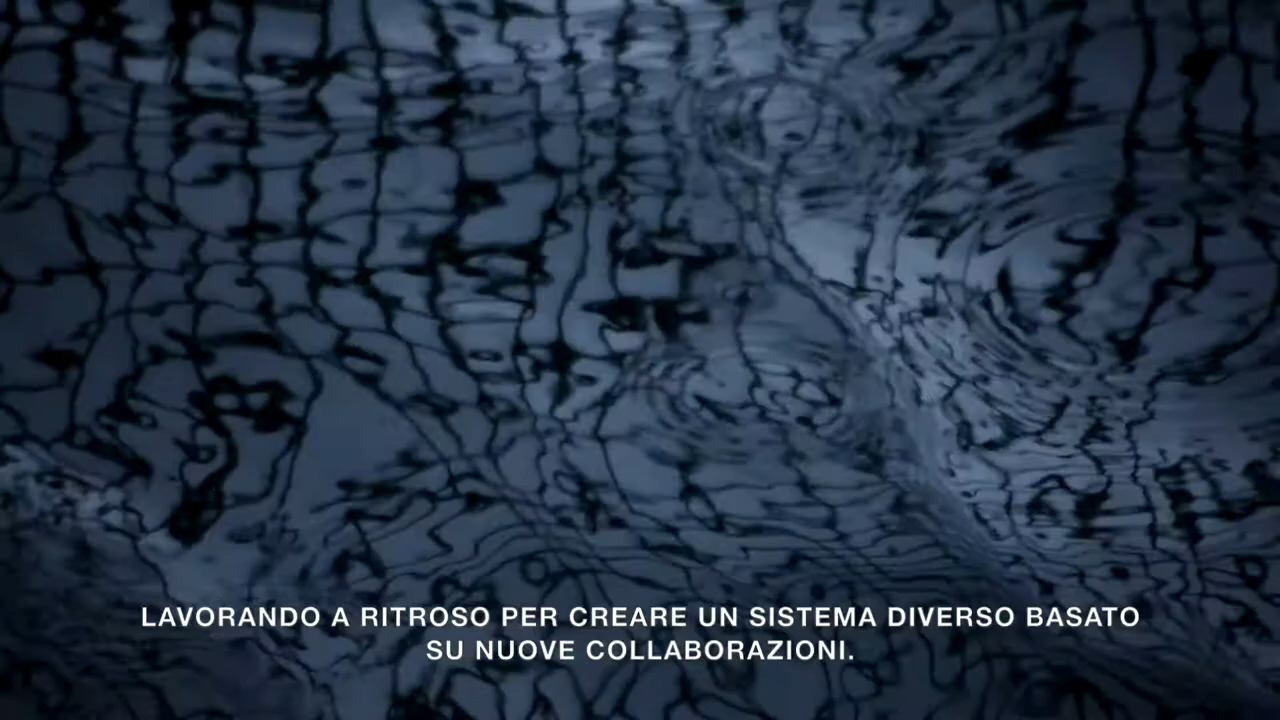 LAVORANDO A RITROSO PER CREARE UN SISTEMA DIVERSO BASATO
SU NUOVE COLLABORAZIONI.